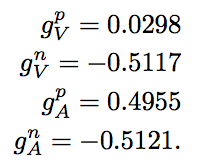 g_V^p = 0.0298
g_V^n = −0.5117
g_A^p = 0.4955
g_A^n = −0.5121.